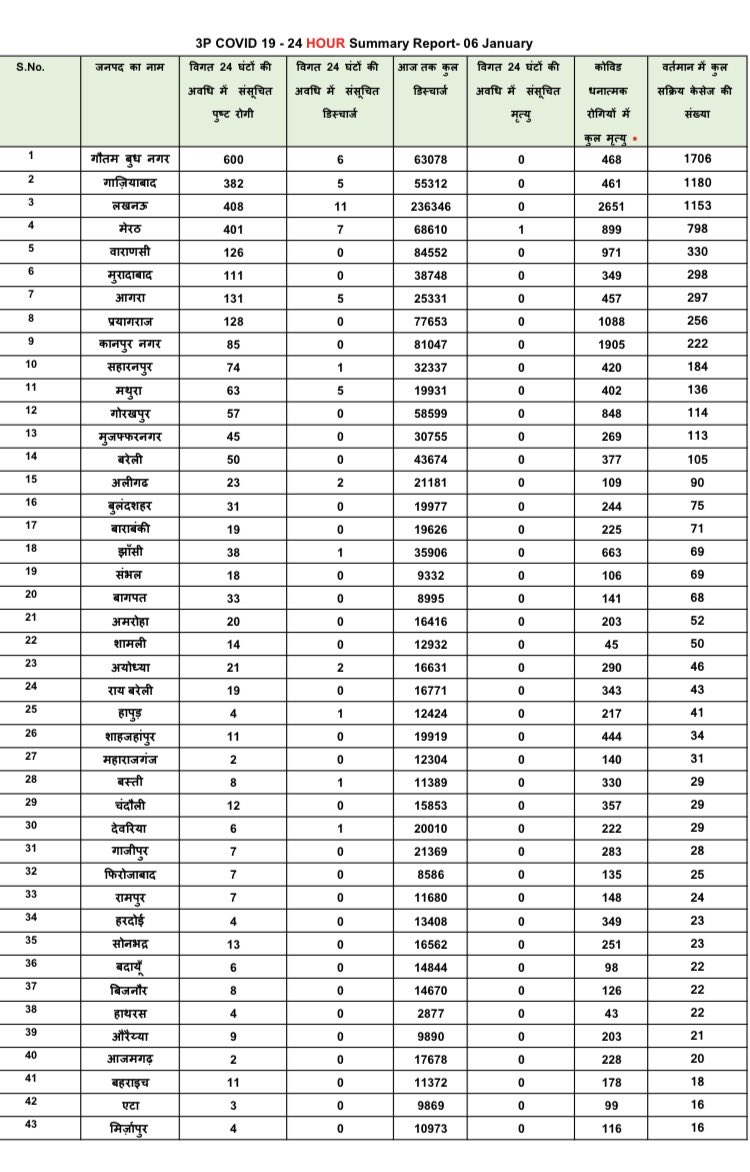 3P COVID 19 - 24 HOUR Summary Report- 06 January
S.No. जनपद का नाम विगत 24 घंटों की अवधि में संसूचित पुष्ट रोगी विगत 24 घंटों की अवधि में संसूचित डिस्चार्ज आज तक कुल डिस्चार्ज विगत 24 घंटों की अवधि में संसूचित मृत्यु कोविड धनात्मक रोगियों में कुल मृत्यु वर्तमान में कुल सक्रिय केसेज की संख्या
1 गौतम बुध नगर 600 6 63078 0 468 1706
2 गाज़ियाबाद 382 5 55312 0 461 1180
3 लखनऊ 408 11 236346 0 2651 1153
4 मेरठ 401 7 68610 1 899 798
5 वाराणसी 126 0 84552 0 971 330
6 मुरादाबाद 111 0 38748 0 349 298
7 आगरा 131 5 25331 0 457 297
8 प्रयागराज 128 0 77653 0 1088 256
9 कानपुर नगर 85 0 81047 0 1905 222
10 सहारनपुर 74 1 32337 0 420 184
11 मथुरा 63 5 19931 0 402 136
12 गोरखपुर 57 0 58599 0 848 114
13 मुजफ्फरनगर 45 0 30755 0 269 113
14 बरेली 50 0 43674 0 377 105
15 अलीगढ 23 2 21181 0 109 90
16 बुलंदशहर 31 0 19977 0 244 75
17 बाराबंकी 19 0 19626 0 225 71
18 झाँसी 38 1 35906 0 663 69
19 संभल 18 0 9332 0 106 69
20 बागपत 33 0 8995 0 141 68
21 अमरोहा 20 0 16416 0 203 52
22 शामली 14 0 12932 0 45 50
23 अयोध्या 21 2 16631 0 290 46
24 राय बरेली 19 0 16771 0 343 43
25 हापुड़ 4 1 12424 0 217 41
26 शाहजहांपुर 11 0 19919 0 444 34
27 महाराजगंज 2 0 12304 0 140 31
28 बस्ती 8 1 11389 0 330 29
29 चंदौली 12 0 15853 0 357 29
30 देवरिया 6 1 20010 0 222 29
31 गाजीपुर 7 0 21369 0 283 28
32 फिरोजाबाद 7 0 8586 0 135 25
33 रामपुर 7 0 11680 0 148 24
34 हरदोई 4 0 13408 0 349 23
35 सोनभद्र 13 0 16562 0 251 23
36 बदायूँ 6 0 14844 0 98 22
37 बिजनौर 8 0 14670 0 126 22
38 हाथरस 4 0 2877 0 43 22
39 औरैय्या 9 0 9890 0 203 21
40 आजमगढ़ 2 0 17678 0 228 20
41 बहराइच 11 0 11372 0 178 18
42 एटा 3 0 9869 0 99 16
43 मिर्ज़ापुर 4 0 10973 0 116 16